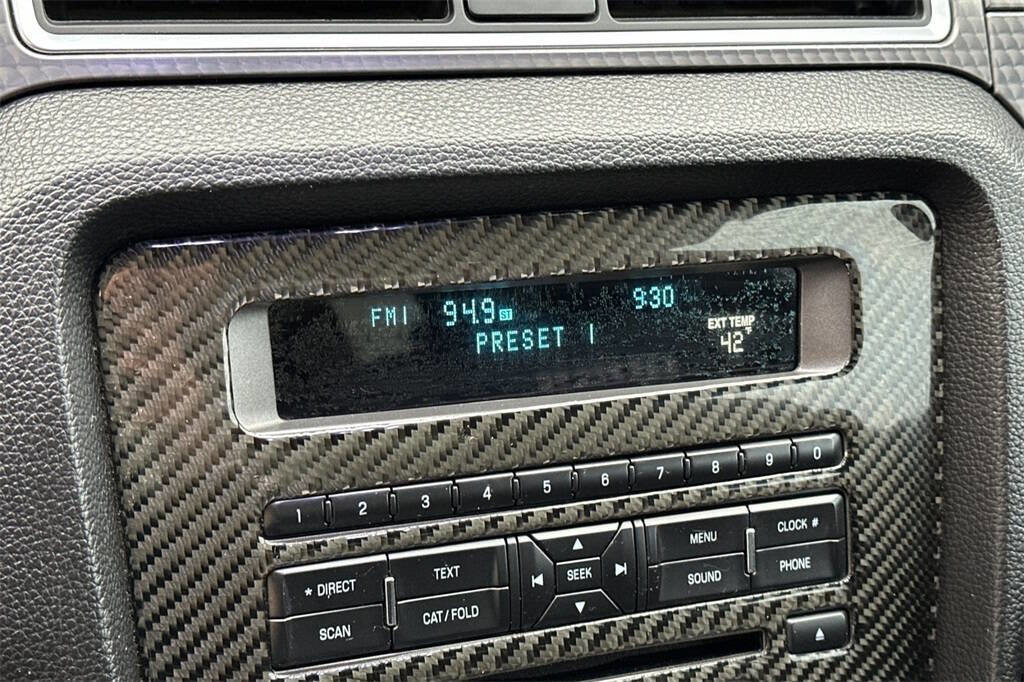 FM1 94.9 ST 9:30
PRESET 1 EXT TEMP
42°F
1 2 3 4 5 6 7 8 9 0
* DIRECT TEXT SEEK MENU CLOCK #
SCAN CAT / FOLD SOUND PHONE